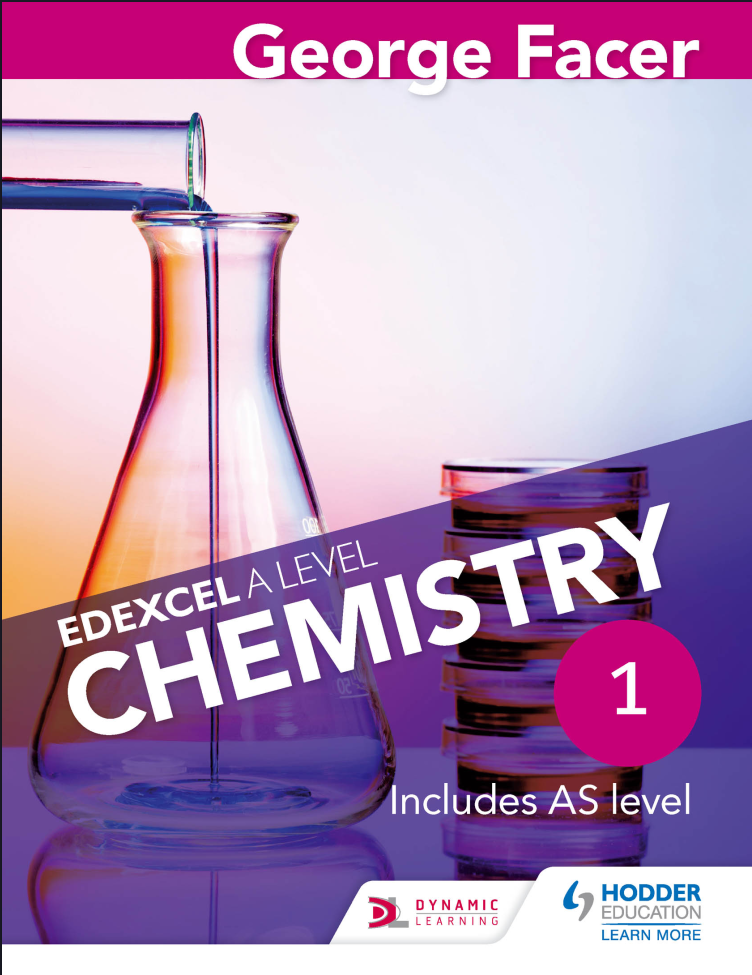 George Facer
EDEXCEL A LEVEL
CHEMISTRY
1
Includes AS level
DYNAMIC
LEARNING
HODDER
EDUCATION
LEARN MORE